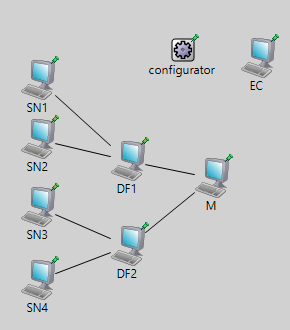 configurator
EC
SN1
SN2
DF1
M
SN3
DF2
SN4